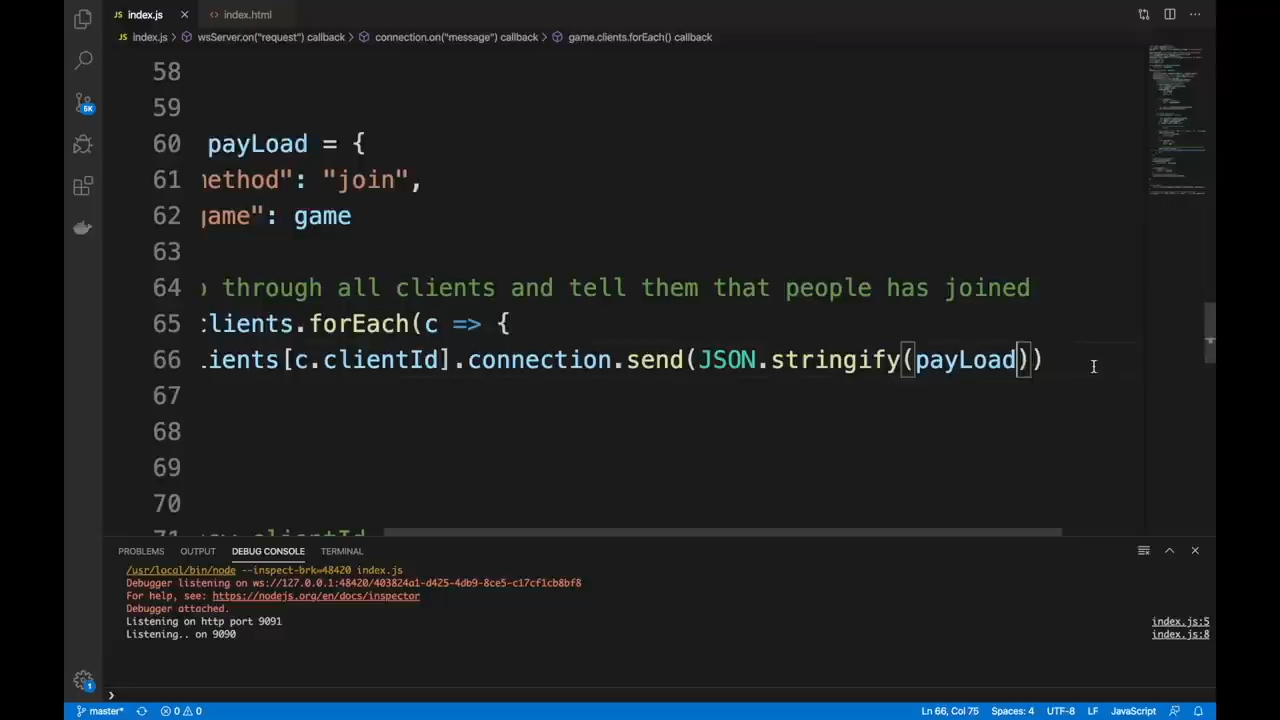 JS index.js
<> index.html
JS index.js > wsServer.on("request") callback > connection.on("message") callback > game.clients.forEach() callback
58
59
60 payLoad = {
61 ethod": "join",
62 game": game
63
64 through all clients and tell them that people has joined
65 clients.forEach(c => {
66 lients[c.clientId].connection.send(JSON.stringify(payLoad))
67
68
69
70
5K
PROBLEMS OUTPUT DEBUG CONSOLE TERMINAL
/usr/local/bin/node --inspect-brk=48420 index.js
Debugger listening on ws://127.0.0.1:48420/403824a1-d425-4db9-8ce5-c17cf1cb8bf8
For help, see: https://nodejs.org/en/docs/inspector
Debugger attached.
Listening on http port 9091 index.js:5
Listening.. on 9090 index.js:8
1
master* 0 0 Ln 66, Col 75 Spaces: 4 UTF-8 LF JavaScript